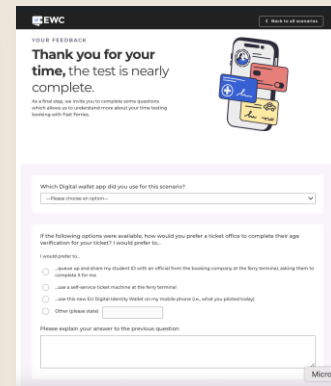 EWC
Back to all scenarios
YOUR FEEDBACK
Thank you for your
time, the test is nearly
complete.
As a final step, we invite you to complete some questions
which allows us to understand more about your time testing
booking with Fast Ferries.
Which Digital wallet app did you use for this scenario?
--Please choose an option--
If the following options were available, how would you prefer a ticket office to complete their age
verification for your ticket? I would prefer to...
I would prefer to...
...queue up and share my student ID with an official from the booking company at the ferry terminal, asking them to
complete it for me
...use a self-service ticket machine at the ferry terminal
...use this new EU Digital Identity Wallet on my mobile phone (i.e., what you piloted today)
Other (please state)
Please explain your answer to the previous question
Micro